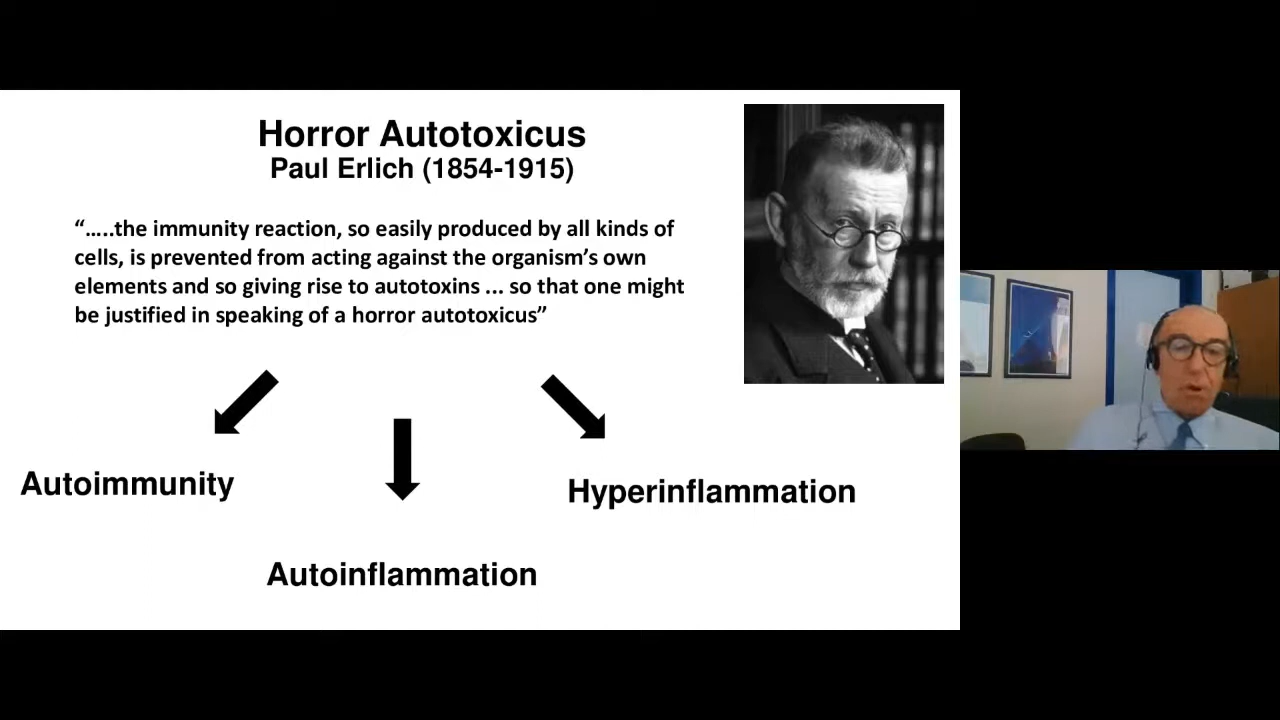 Horror Autotoxicus
Paul Erlich (1854-1915)
“.....the immunity reaction, so easily produced by all kinds of
cells, is prevented from acting against the organism’s own
elements and so giving rise to autotoxins ... so that one might
be justified in speaking of a horror autotoxicus”
Autoimmunity
Hyperinflammation
Autoinflammation